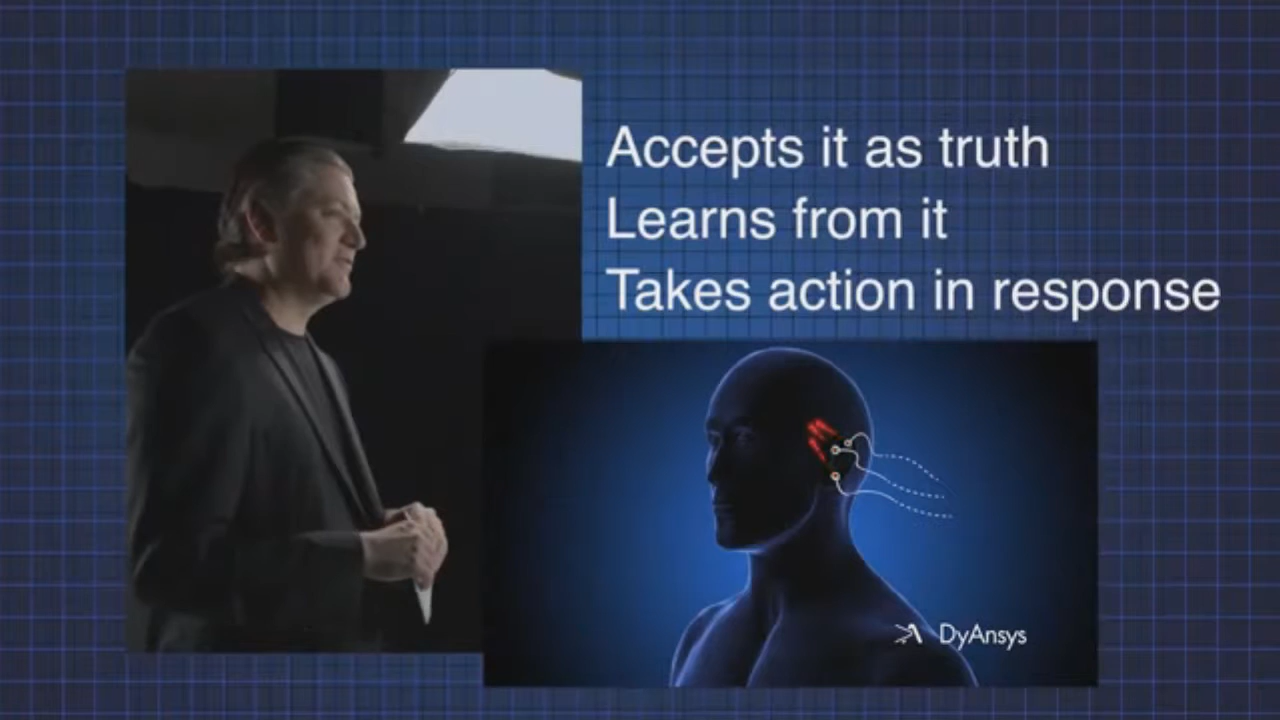 Accepts it as truth
Learns from it
Takes action in response
DyAnsys